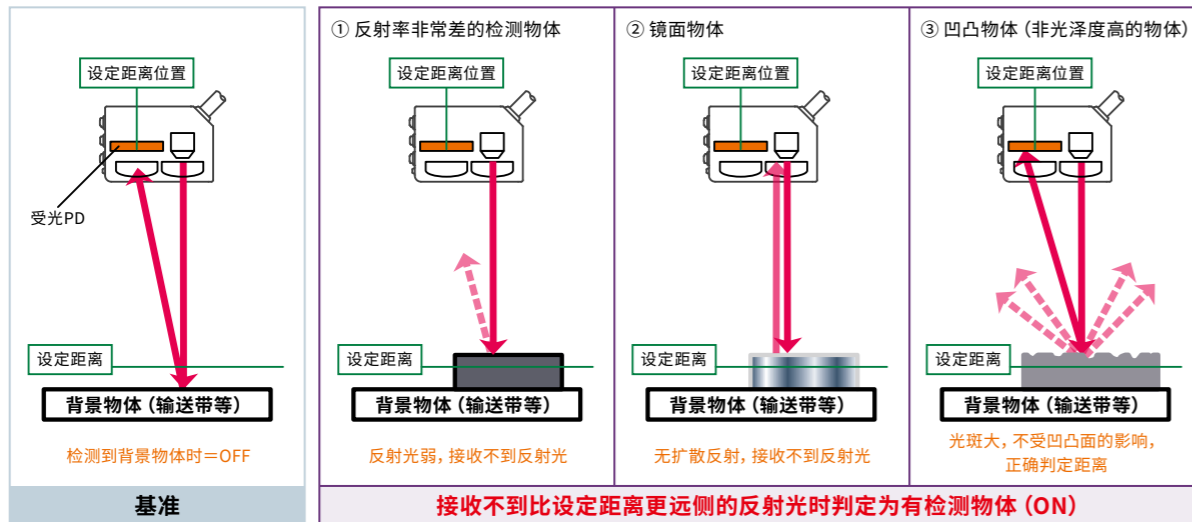 设定距离位置
受光PD
设定距离
背景物体（输送带等）
检测到背景物体时＝OFF
基准
① 反射率非常差的检测物体
设定距离位置
设定距离
背景物体（输送带等）
反射光弱，接收不到反射光
② 镜面物体
设定距离位置
设定距离
背景物体（输送带等）
无扩散反射，接收不到反射光
③ 凹凸物体（非光泽度高的物体）
设定距离位置
设定距离
背景物体（输送带等）
光斑大，不受凹凸面的影响，
正确判定距离
接收不到比设定距离更远侧的反射光时判定为有检测物体（ON）